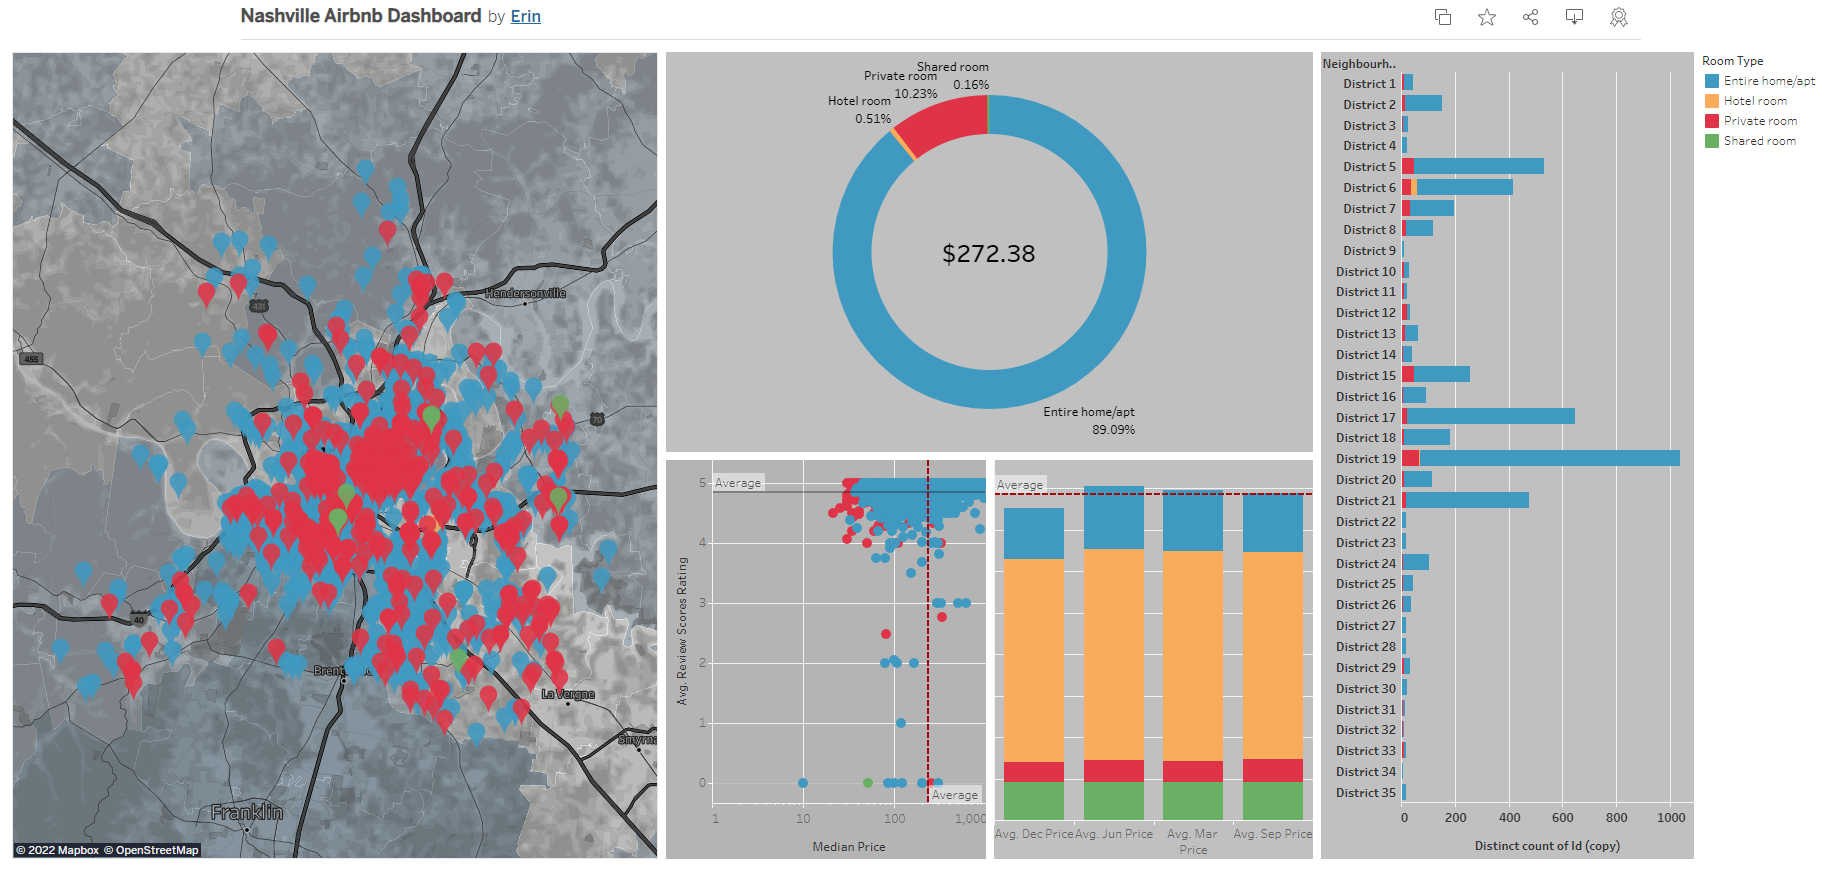 Nashville Airbnb Dashboard by Erin
Hendersonville
431
455
70
40
La Vergne
Franklin
© 2022 Mapbox © OpenStreetMap
Shared room
0.16%
Private room
10.23%
Hotel room
0.51%
$272.38
Entire home/apt
89.09%
Average
5
4
3
2
1
0
Avg. Review Scores Rating
Average
1
10
100
1,000
Median Price
Average
Avg. Dec Price
Avg. Jun Price
Avg. Mar
Price
Avg. Sep Price
Neighbourh..
District 1
District 2
District 3
District 4
District 5
District 6
District 7
District 8
District 9
District 10
District 11
District 12
District 13
District 14
District 15
District 16
District 17
District 18
District 19
District 20
District 21
District 22
District 23
District 24
District 25
District 26
District 27
District 28
District 29
District 30
District 31
District 32
District 33
District 34
District 35
0
200
400
600
800
1000
Distinct count of Id (copy)
Room Type
Entire home/apt
Hotel room
Private room
Shared room